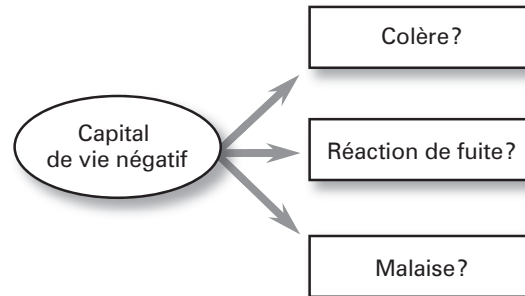 Colère?
Capital
de vie négatif
Réaction de fuite?
Malaise?